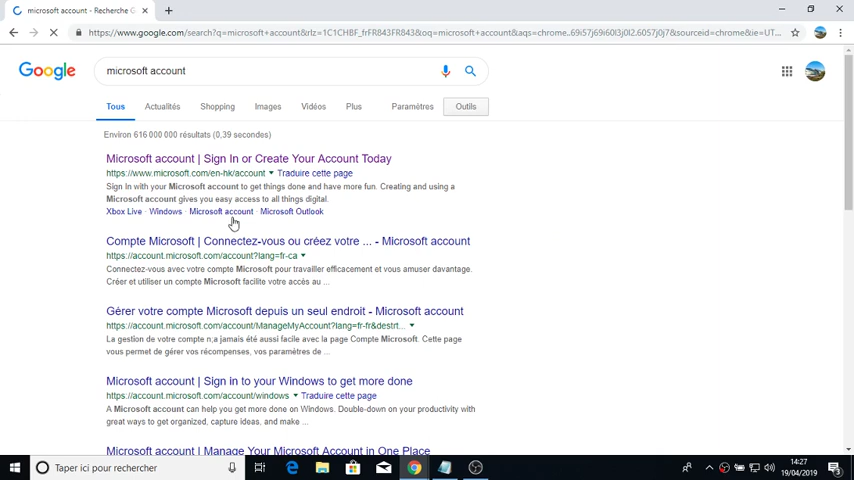 microsoft account - Recherche G
https://www.google.com/search?q=microsoft+account&rlz=1C1CHBF_frFR843FR843&oq=microsoft+account&aqs=chrome..69i57j69i60l3j0l2.6057j7&sourceid=chrome&ie=UT...
Google
microsoft account
Tous Actualités Shopping Images Vidéos Plus Paramètres Outils
Environ 616 000 000 résultats (0,39 secondes)
Microsoft account | Sign In or Create Your Account Today
https://www.microsoft.com/en-hk/account Traduire cette page
Sign In with your Microsoft account to get things done and have more fun. Creating and using a
Microsoft account gives you easy access to all things digital.
Xbox Live · Windows · Microsoft account · Microsoft Outlook
Compte Microsoft | Connectez-vous ou créez votre ... - Microsoft account
https://account.microsoft.com/account?lang=fr-ca
Connectez-vous avec votre compte Microsoft pour travailler efficacement et vous amuser davantage.
Créer et utiliser un compte Microsoft facilite votre accès au ...
Gérer votre compte Microsoft depuis un seul endroit - Microsoft account
https://account.microsoft.com/account/ManageMyAccount?lang=fr-fr&destrt...
La gestion de votre compte n;a jamais été aussi facile avec la page Compte Microsoft. Cette page
vous permet de gérer vos récompenses, vos paramètres de ...
Microsoft account | Sign in to your Windows to get more done
https://account.microsoft.com/account/windows Traduire cette page
A Microsoft account can help you get more done on Windows. Double-down on your productivity with
great ways to get organized, capture ideas, and make ...
Microsoft account | Manage Your Microsoft Account in One Place
Taper ici pour rechercher
14:27
19/04/2019
3